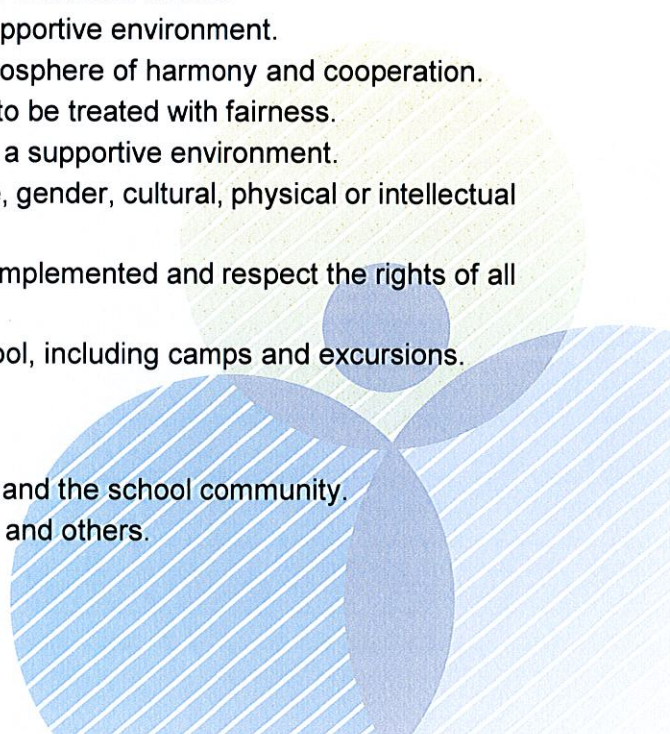 pportive environment.
osphere of harmony and cooperation.
to be treated with fairness.
a supportive environment.
, gender, cultural, physical or intellectual
mplemented and respect the rights of all
ool, including camps and excursions.
and the school community.
and others.